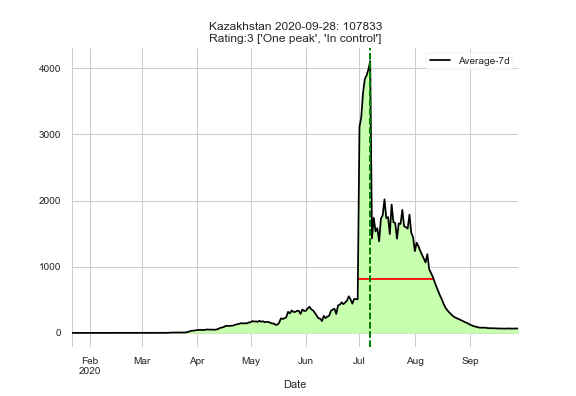 Kazakhstan 2020-09-28: 107833
Rating:3 ['One peak', 'In control']
Average-7d
4000
3000
2000
1000
0
Feb Mar Apr May Jun Jul Aug Sep
2020
Date